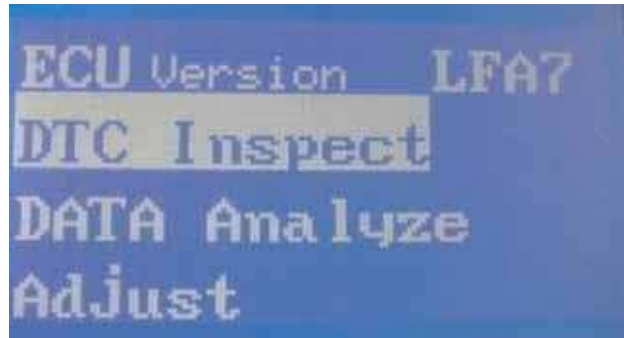 ECU Version LFA7
DTC Inspect
DATA Analyze
Adjust